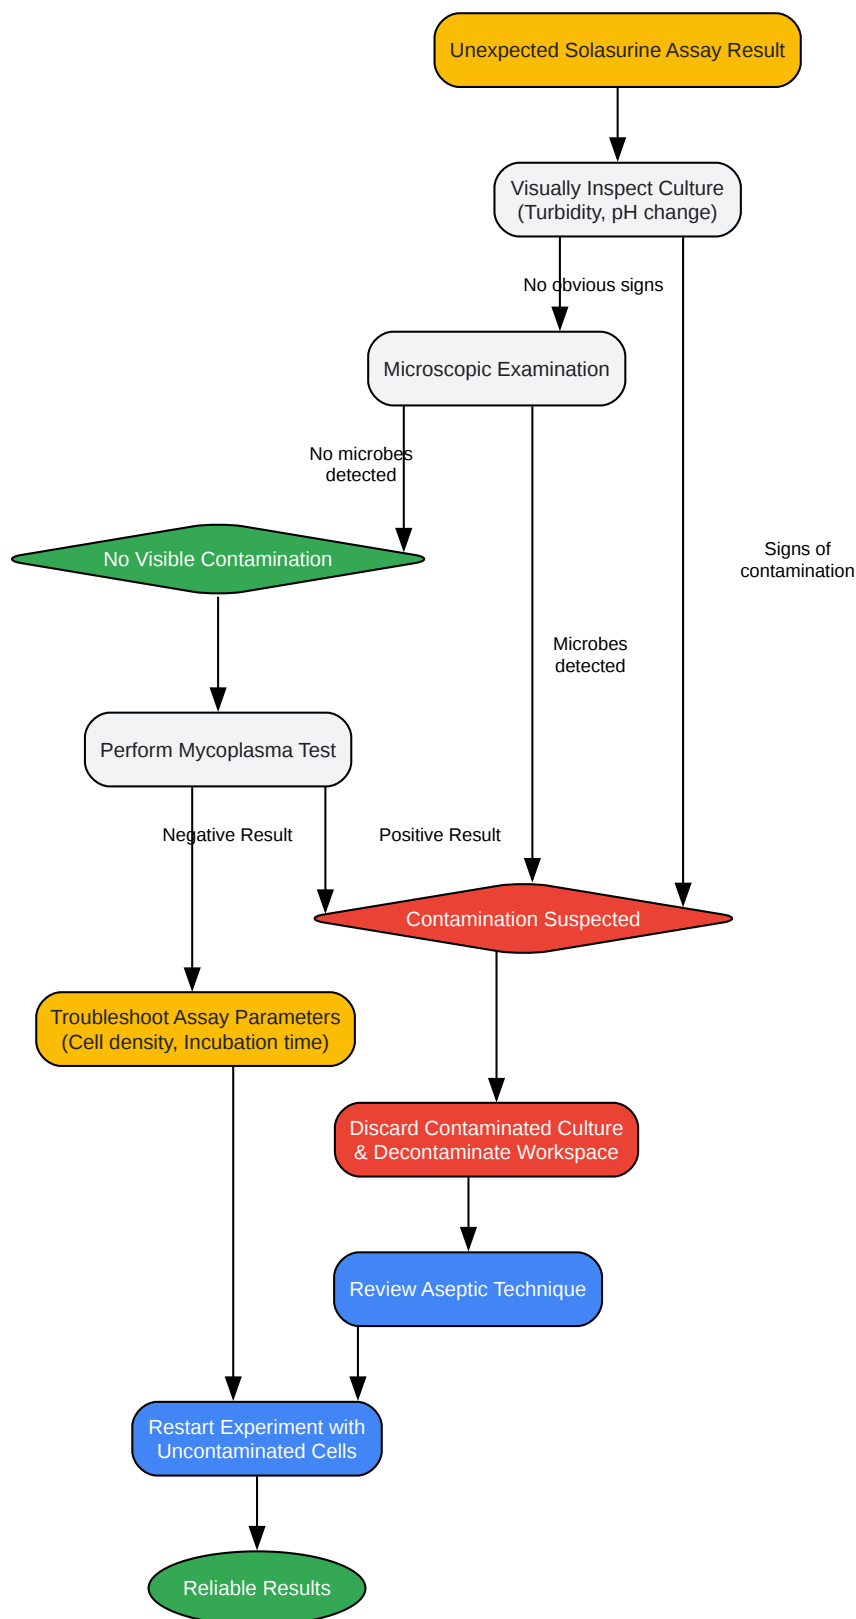 Unexpected Solasurine Assay Result
Visually Inspect Culture
(Turbidity, pH change)
No obvious signs
Microscopic Examination
No microbes
detected
Signs of
contamination
No Visible Contamination
Microbes
detected
Perform Mycoplasma Test
Negative Result
Positive Result
Contamination Suspected
Troubleshoot Assay Parameters
(Cell density, Incubation time)
Discard Contaminated Culture
& Decontaminate Workspace
Review Aseptic Technique
Restart Experiment with
Uncontaminated Cells
Reliable Results